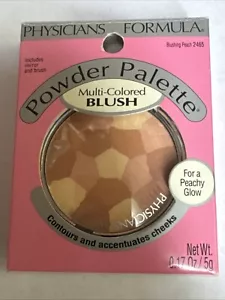 PHYSICIANS FORMULA®
Blushing Peach 2465
Includes
mirror
and brush
Powder Palette®
Multi-Colored
BLUSH
PHYSICIAN
For a
Peachy
Glow
Contours and accentuates cheeks
Net Wt.
0.17 Oz / 5g